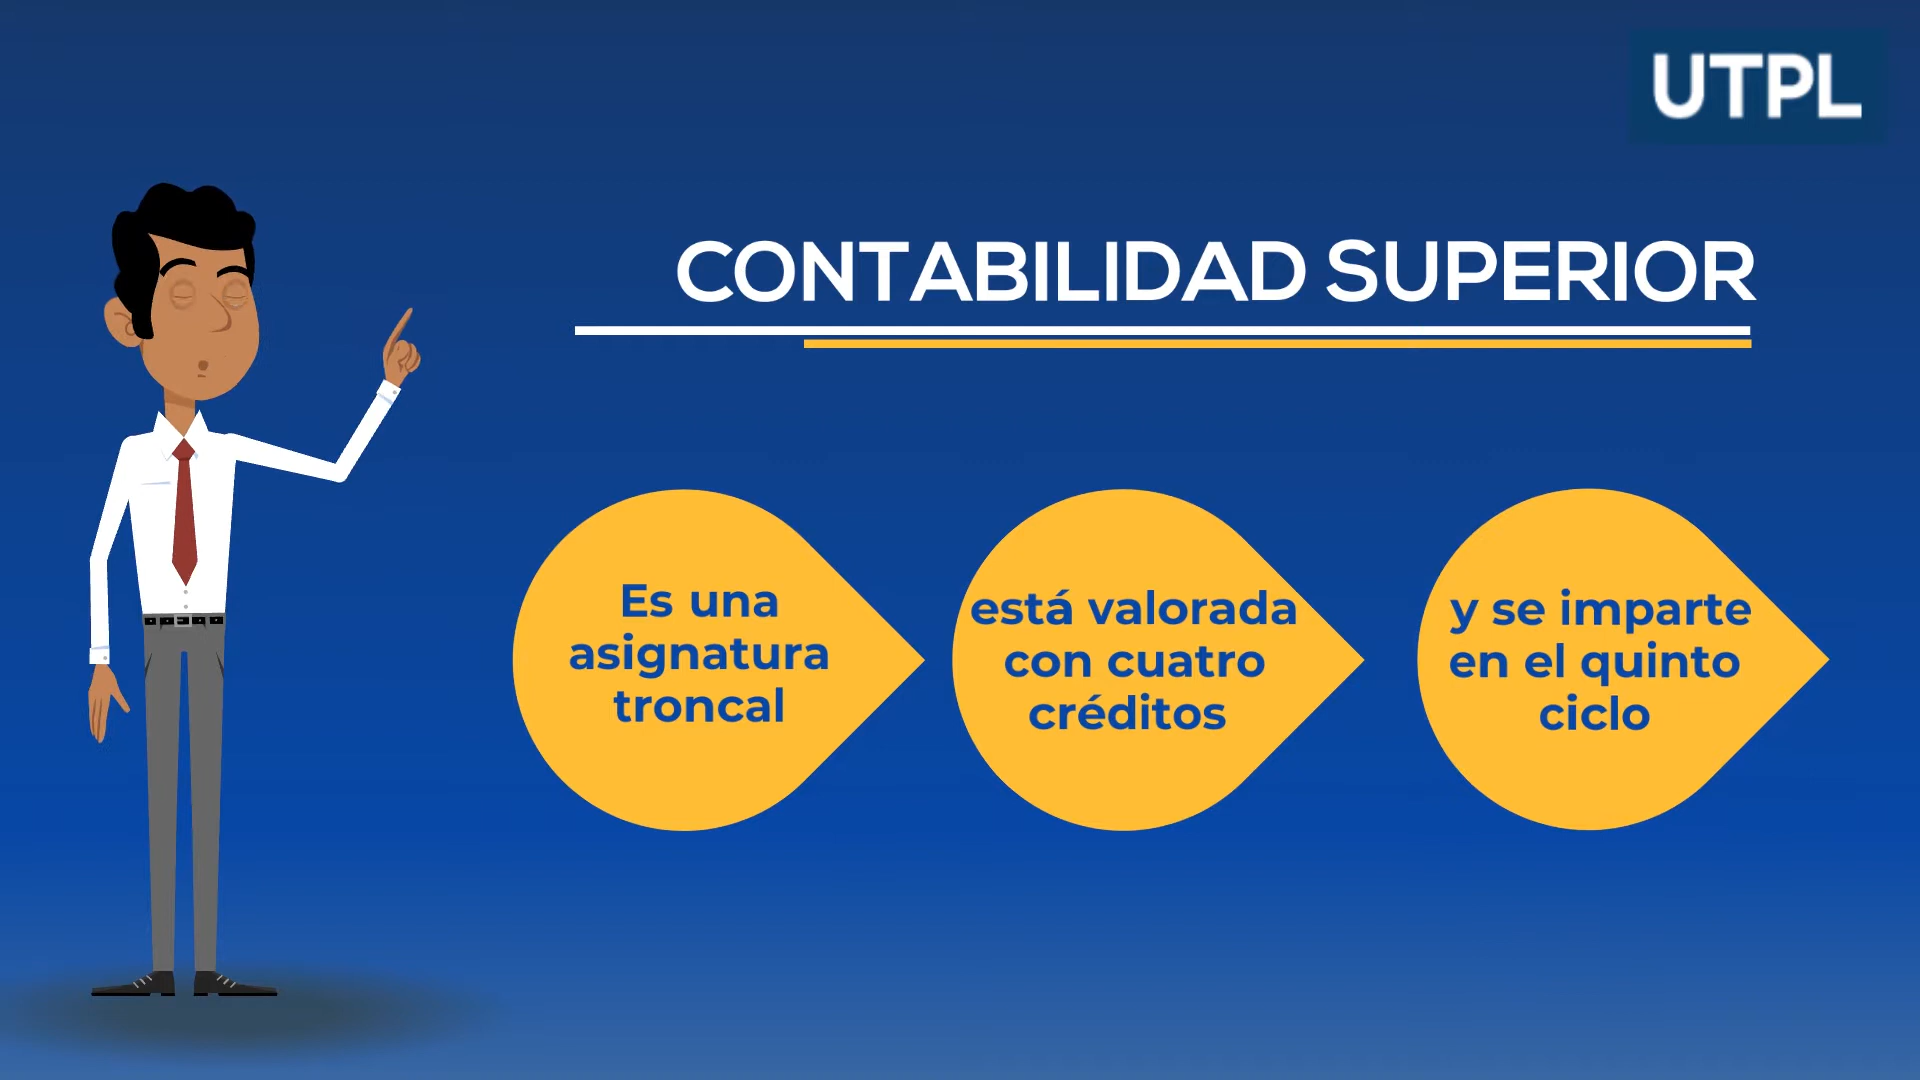 UTPL
CONTABILIDAD SUPERIOR
Es una
asignatura
troncal
está valorada
con cuatro
créditos
y se imparte
en el quinto
ciclo